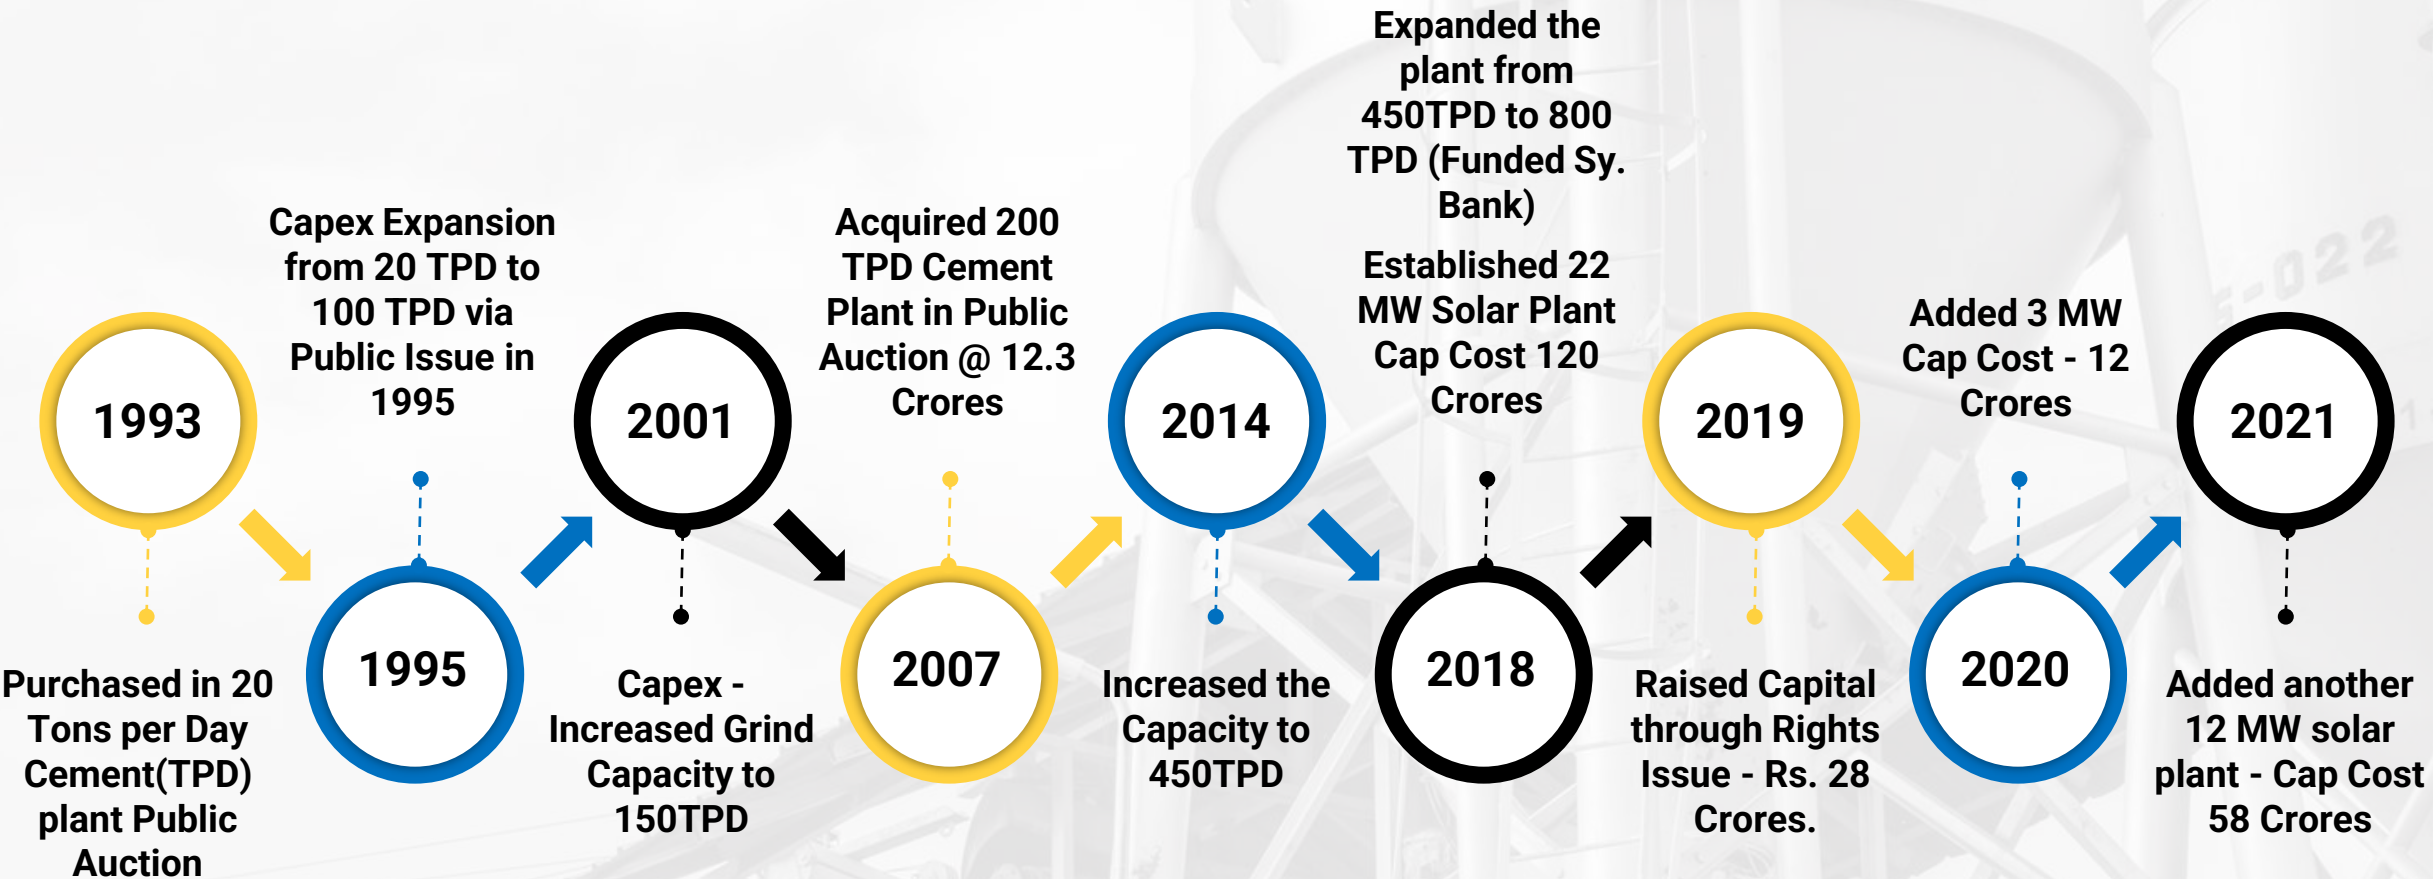 1993
Purchased in 20
Tons per Day
Cement(TPD)
plant Public
Auction
Capex Expansion
from 20 TPD to
100 TPD via
Public Issue in
1995
1995
2001
Capex -
Increased Grind
Capacity to
150TPD
Acquired 200
TPD Cement
Plant in Public
Auction @ 12.3
Crores
2007
2014
Increased the
Capacity to
450TPD
Expanded the
plant from
450TPD to 800
TPD (Funded Sy.
Bank)
Established 22
MW Solar Plant
Cap Cost 120
Crores
2018
2019
Raised Capital
through Rights
Issue - Rs. 28
Crores.
Added 3 MW
Cap Cost - 12
Crores
2020
2021
Added another
12 MW solar
plant - Cap Cost
58 Crores